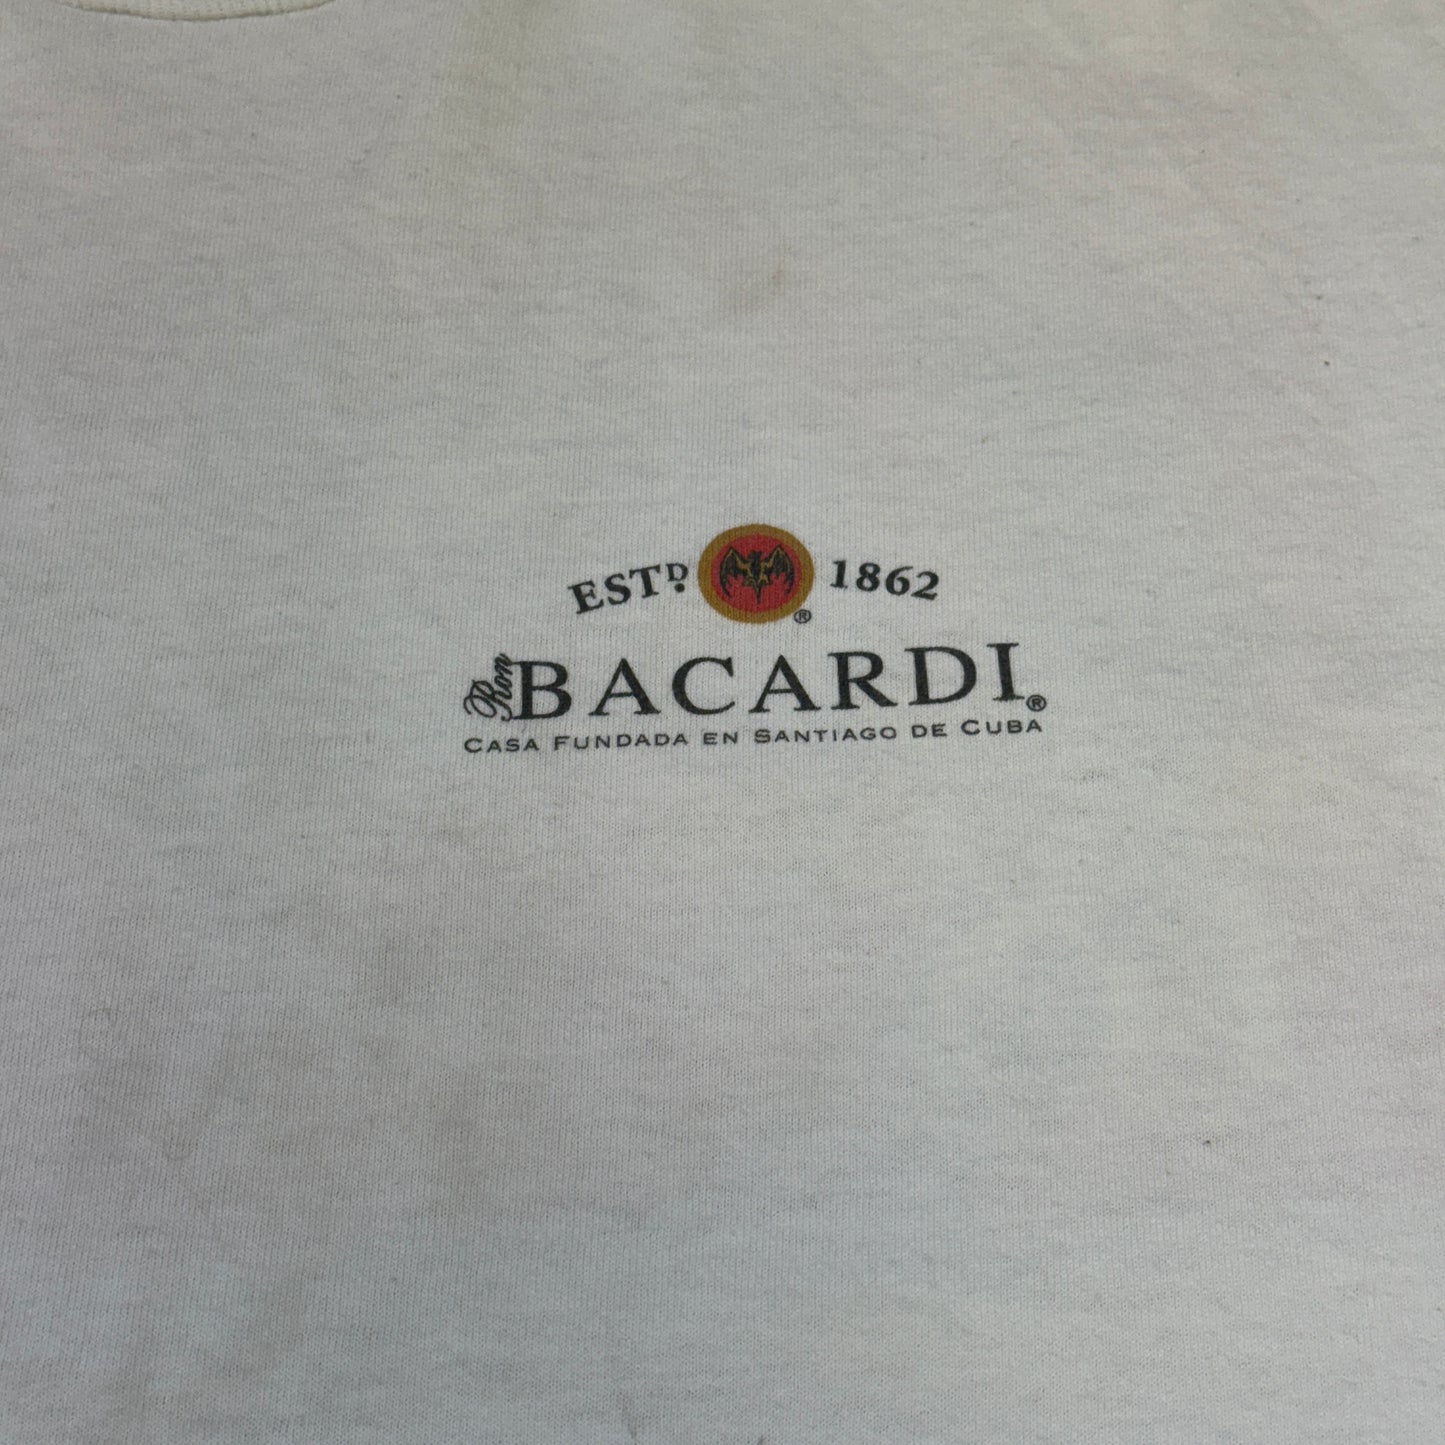 ESTD. 1862
®
Ron BACARDI®
CASA FUNDADA EN SANTIAGO DE CUBA